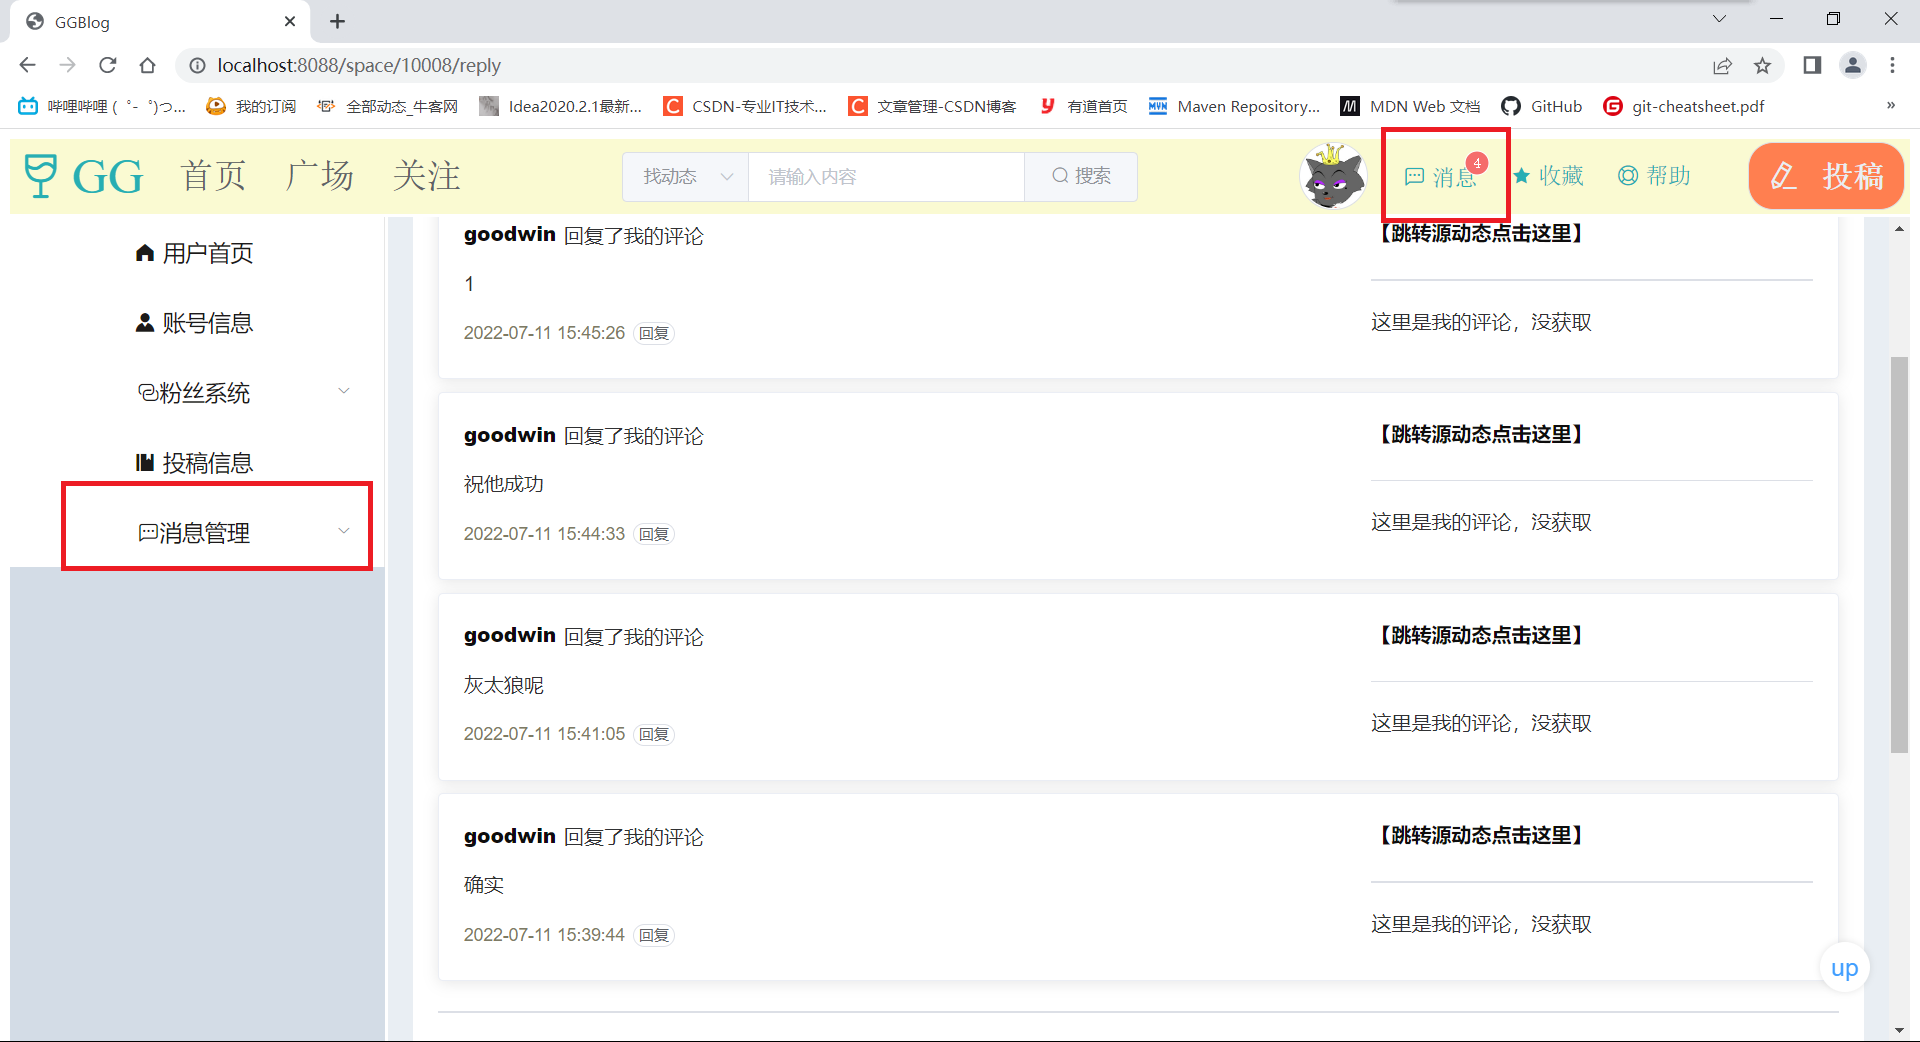 GGBlog
localhost:8088/space/10008/reply
哔哩哔哩 (゜-゜)つ... 我的订阅 全部动态_牛客网 Idea2020.2.1最新... CSDN-专业IT技术... 文章管理-CSDN博客 有道首页 Maven Repository... MDN Web 文档 GitHub git-cheatsheet.pdf »
GG 首页 广场 关注 找动态 请输入内容 搜索 消息 4 收藏 帮助 投稿
用户首页
账号信息
粉丝系统
投稿信息
消息管理
goodwin 回复了我的评论
1
2022-07-11 15:45:26 回复
【跳转源动态点击这里】
这里是我的评论，没获取
goodwin 回复了我的评论
祝他成功
2022-07-11 15:44:33 回复
【跳转源动态点击这里】
这里是我的评论，没获取
goodwin 回复了我的评论
灰太狼呢
2022-07-11 15:41:05 回复
【跳转源动态点击这里】
这里是我的评论，没获取
goodwin 回复了我的评论
确实
2022-07-11 15:39:44 回复
【跳转源动态点击这里】
这里是我的评论，没获取
up